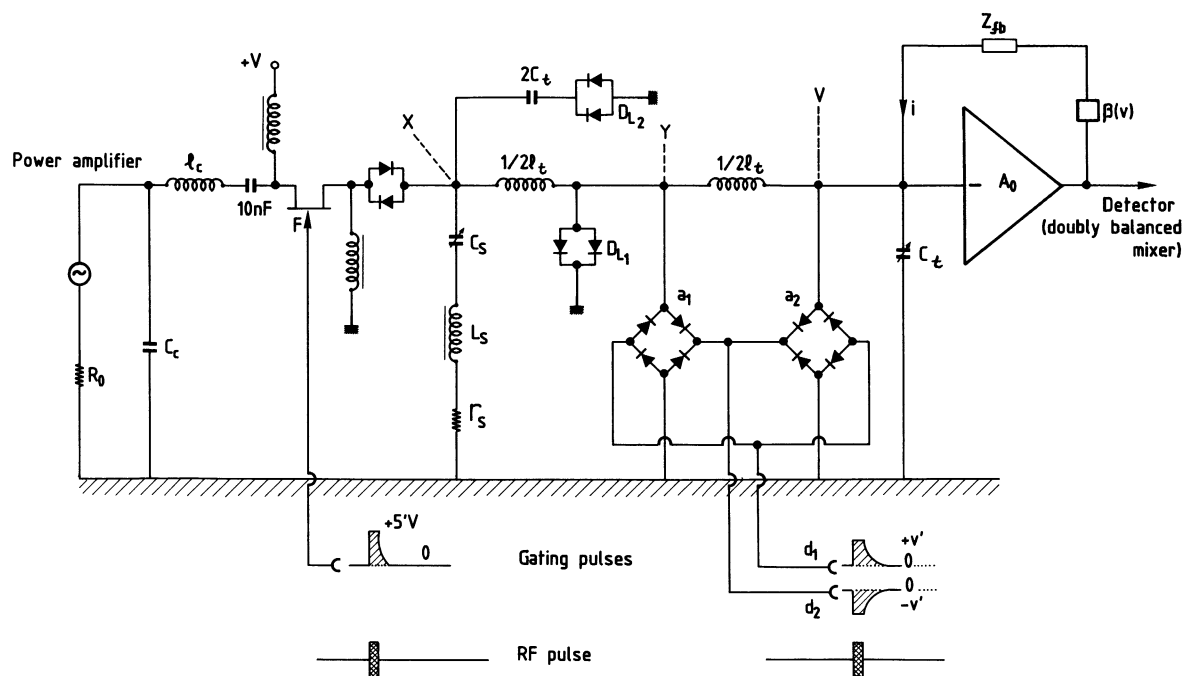 Z_fb
+V
2C_t
V
D_L2
β(v)
X
Y
i
Power amplifier
ℓ_c
1/2ℓ_t
1/2ℓ_t
A_0
10nF
F
Detector
(doubly balanced
mixer)
C_s
D_L1
C_t
a_1
a_2
L_s
C_c
R_0
r_s
+5'V
0
Gating pulses
d_1
+v'
0
0
d_2
-v'
RF pulse